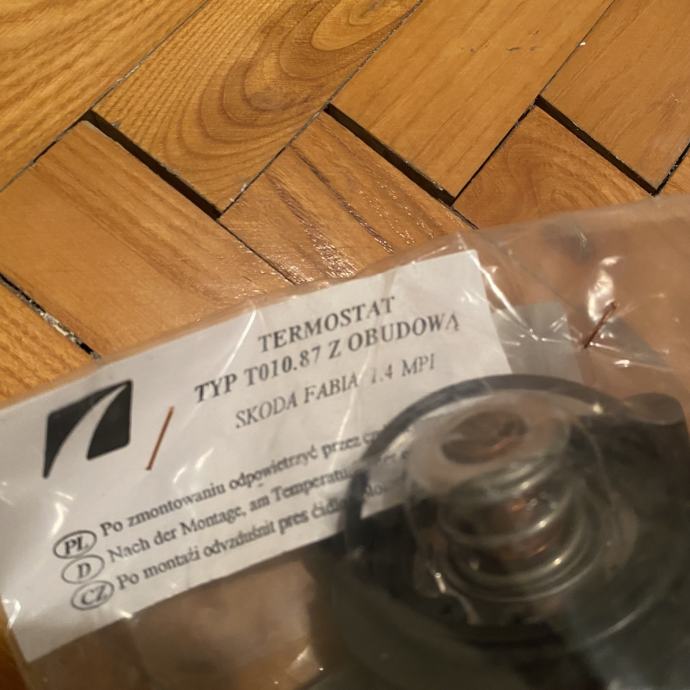 TERMOSTAT
TYP T010.87 Z OBUDOWĄ
SKODA FABIA 1.4 MPI
PL Po zmontowaniu odpowietrzyć przez
D Nach der Montage, am
CZ Po montaži odvzdušnit pres